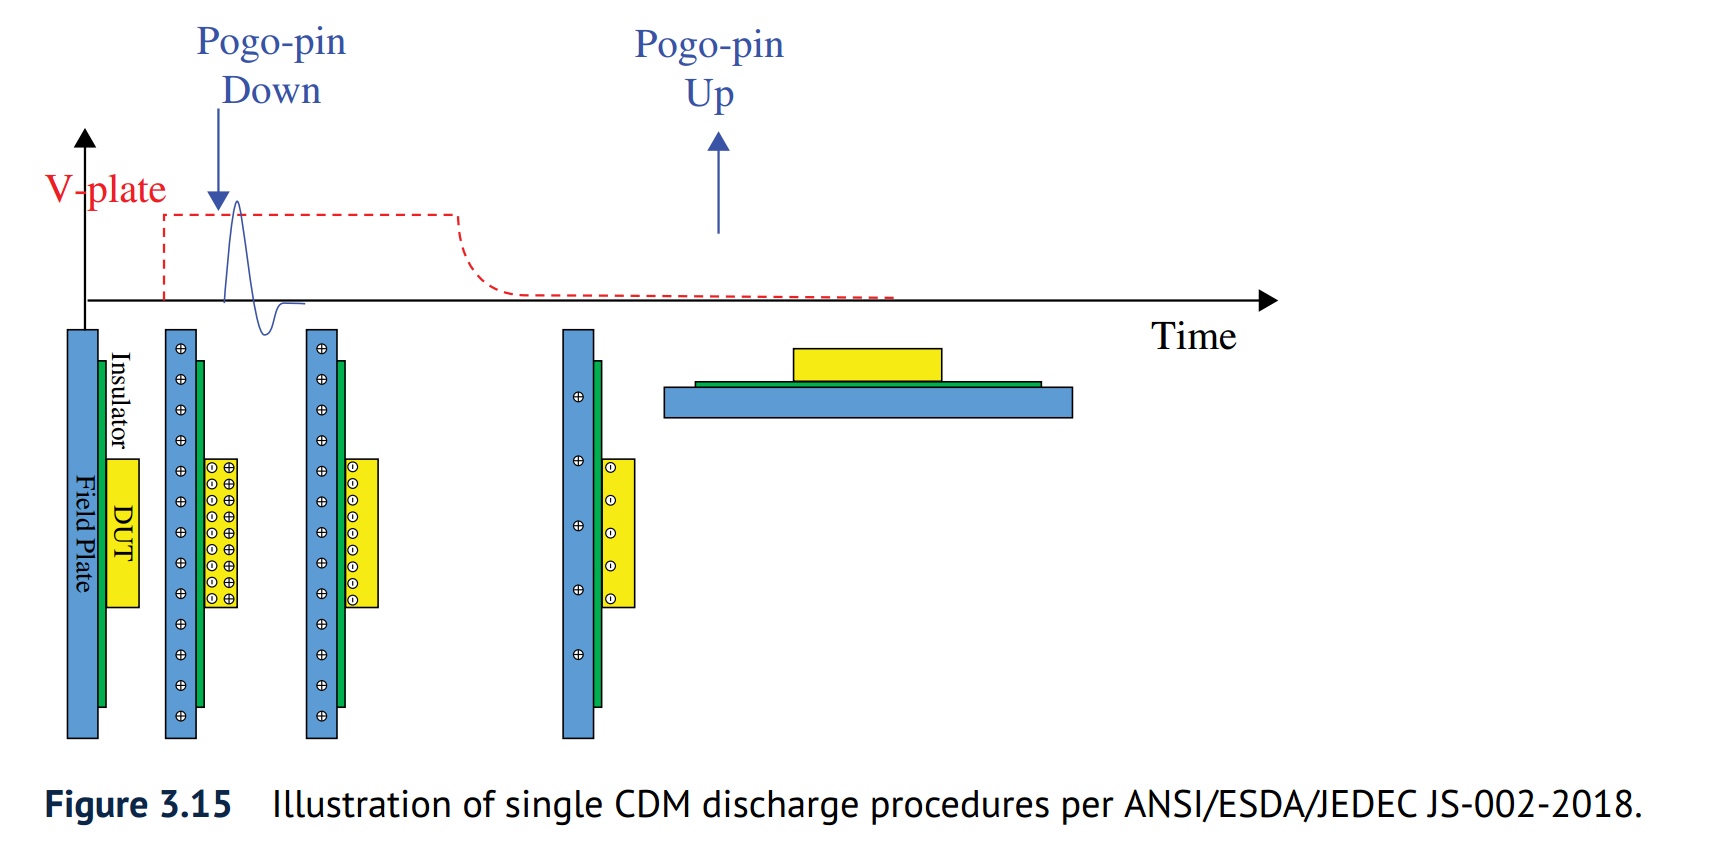 Pogo-pin
Down
Pogo-pin
Up
V-plate
Time
Insulator
Field Plate
DUT
Figure 3.15 Illustration of single CDM discharge procedures per ANSI/ESDA/JEDEC JS-002-2018.